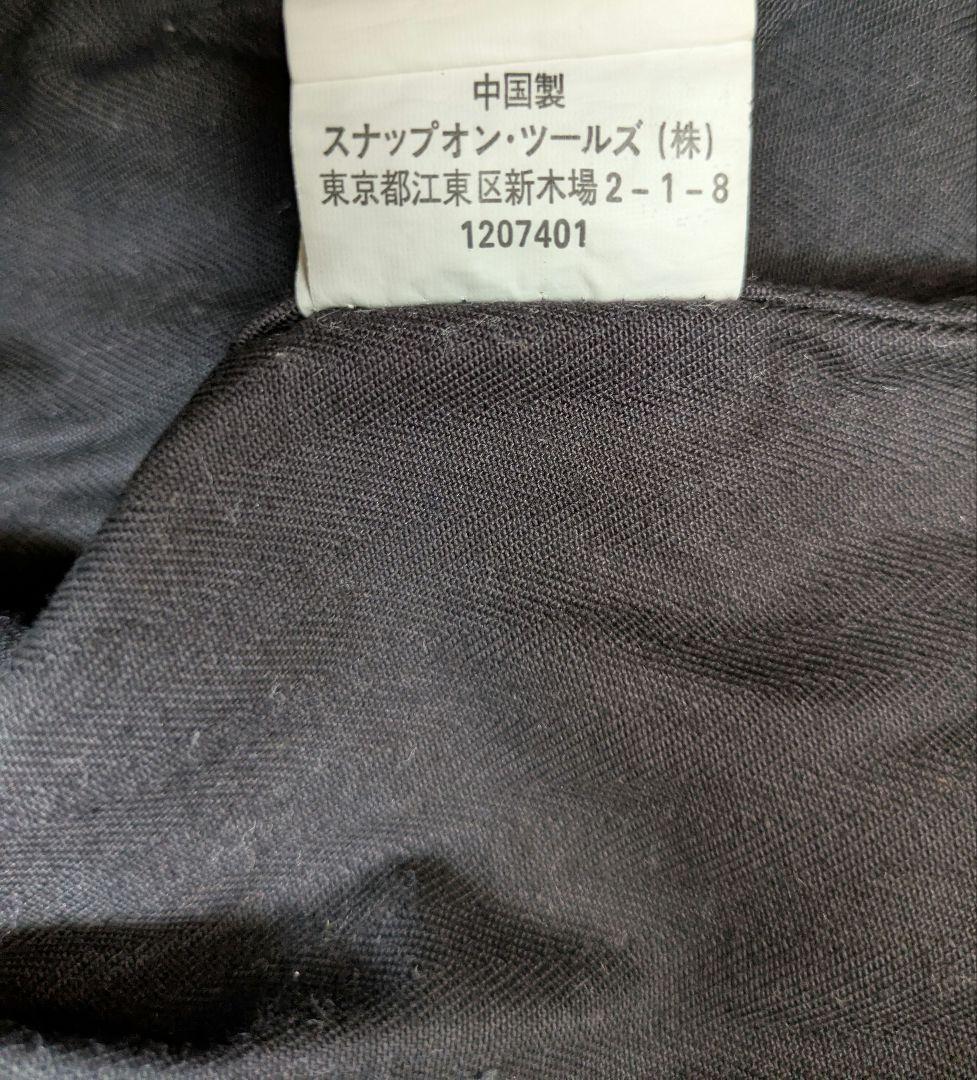 中国製
スナップオン・ツールズ (株)
東京都江東区新木場2-1-8
1207401